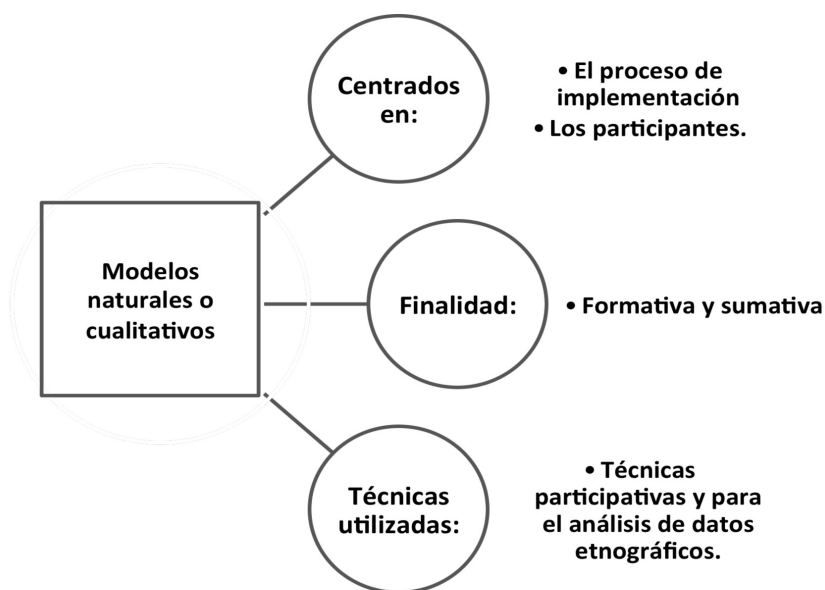 Centrados
en:
• El proceso de
implementación
• Los participantes.
Modelos
naturales o
cualitativos
Finalidad:
• Formativa y sumativa
Técnicas
utilizadas:
• Técnicas
participativas y para
el análisis de datos
etnográficos.